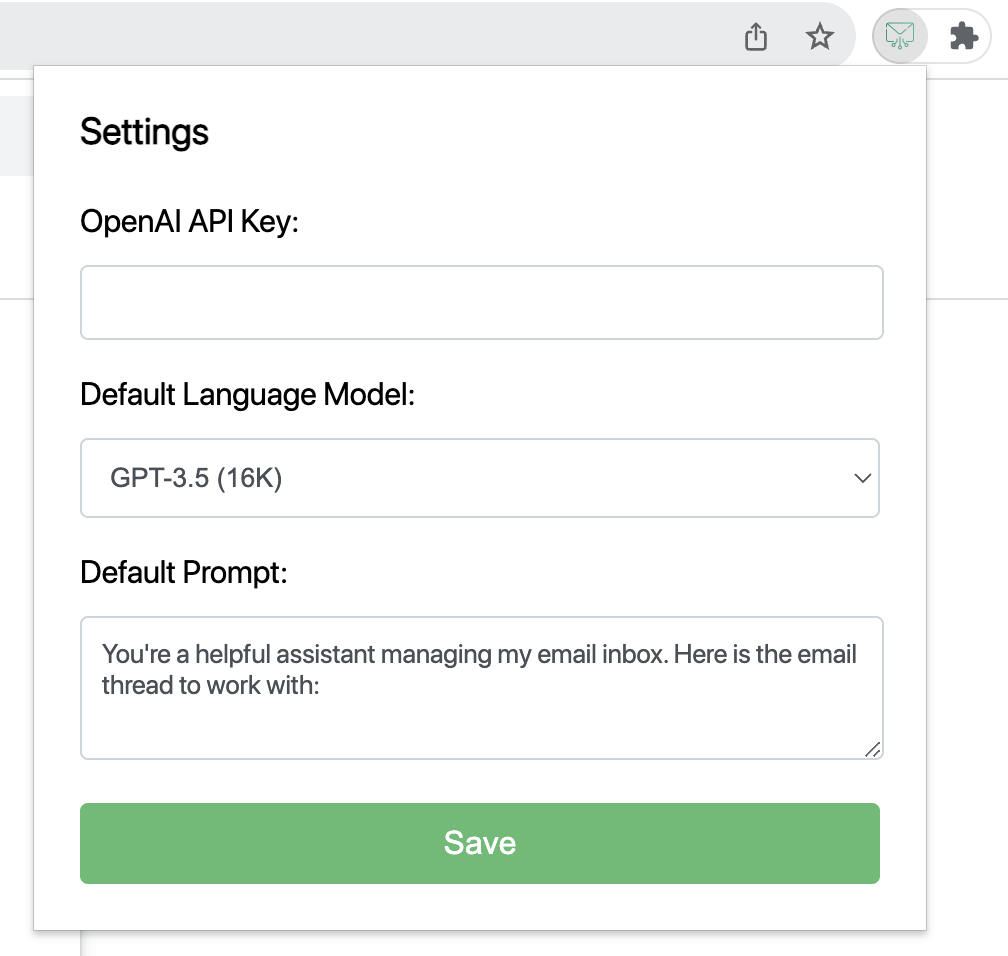 Settings
OpenAI API Key:
Default Language Model:
GPT-3.5 (16K)
Default Prompt:
You're a helpful assistant managing my email inbox. Here is the email
thread to work with:
Save